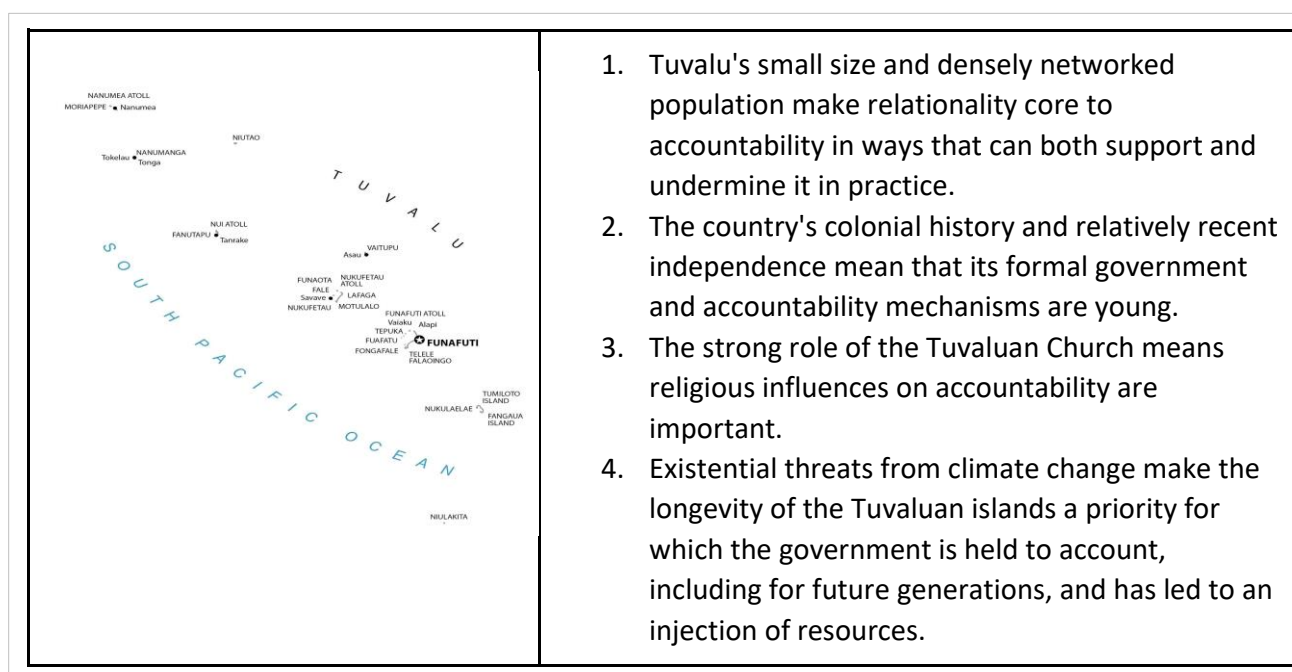 NANUMEA ATOLL
MORIAPEPE Nanumea
NIUTAO
NANUMANGA
Tokelau Tonga
TUVALU
NUI ATOLL
FANUTAPU Tanrake
VAITUPU
Asau
SOUTH PACIFIC OCEAN
FUNAOTA NUKUFETAU
ATOLL
FALE
Savave LAFAGA
NUKUFETAU MOTULALO
FUNAFUTI ATOLL
Vaiaku Alapi
TEPUKA
FUAFATU FUNAFUTI
FONGAFALE TELELE
FALAOINGO
TUMILOTO
ISLAND
NUKULAELAE
FANGAUA
ISLAND
NIULAKITA
1. Tuvalu's small size and densely networked
population make relationality core to
accountability in ways that can both support and
undermine it in practice.
2. The country's colonial history and relatively recent
independence mean that its formal government
and accountability mechanisms are young.
3. The strong role of the Tuvaluan Church means
religious influences on accountability are
important.
4. Existential threats from climate change make the
longevity of the Tuvaluan islands a priority for
which the government is held to account,
including for future generations, and has led to an
injection of resources.